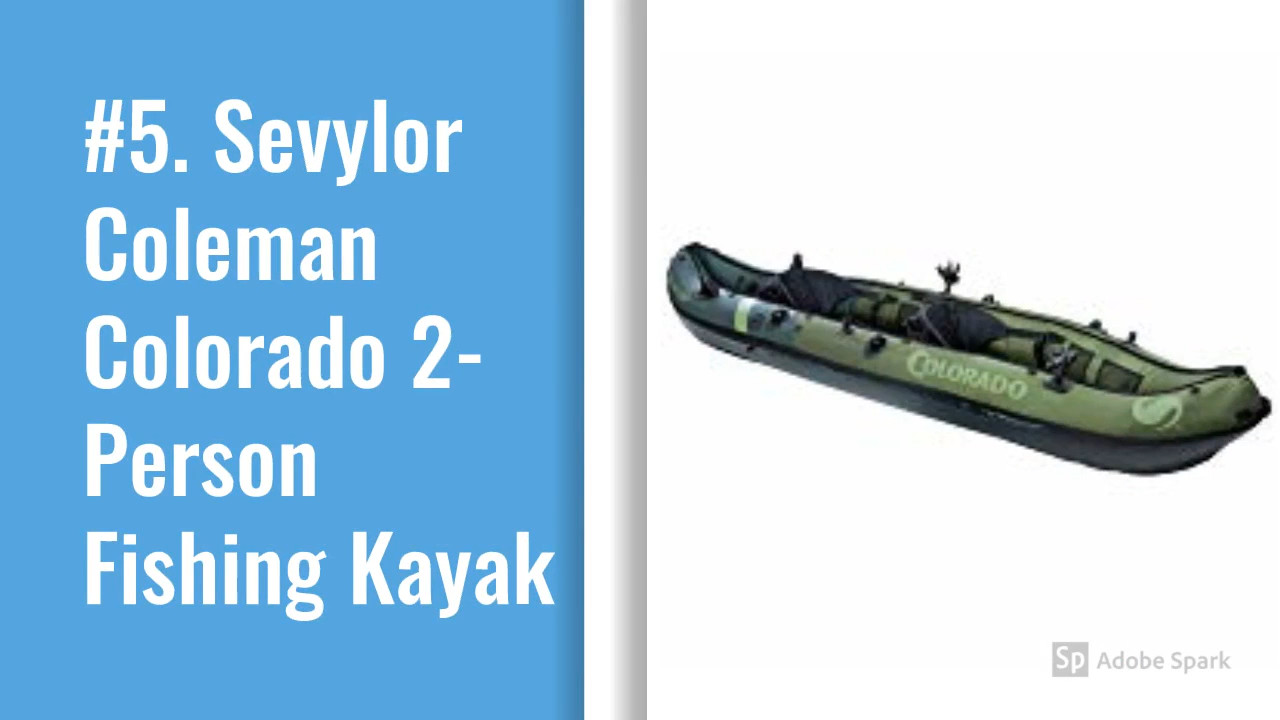 #5. Sevylor
Coleman
Colorado 2-
Person
Fishing Kayak
COLORADO
Sp Adobe Spark